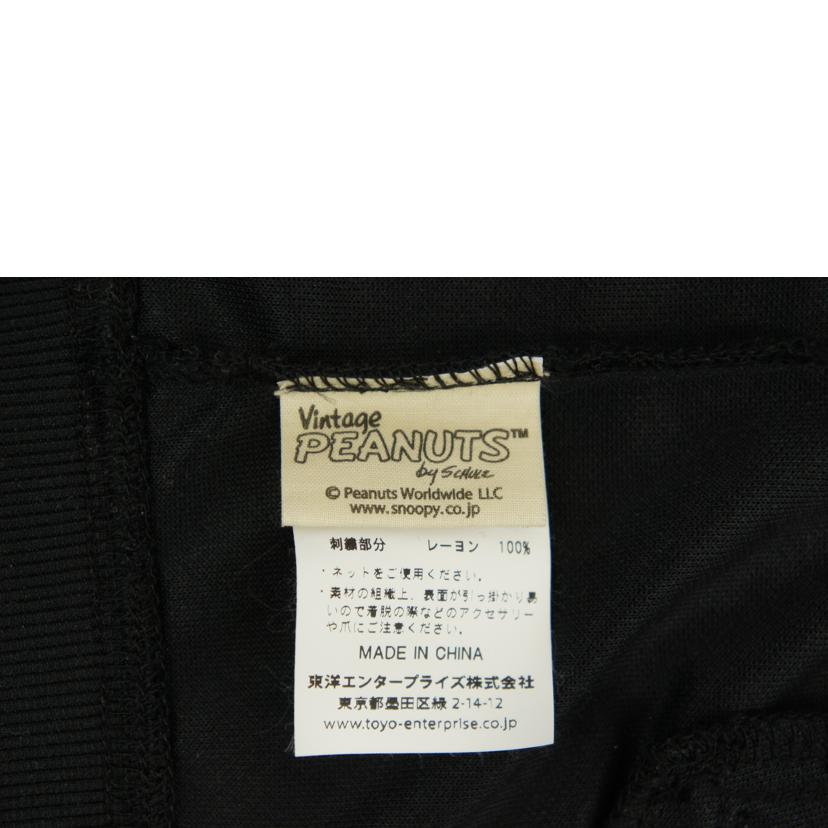 Vintage
PEANUTS™
by SCHULZ
© Peanuts Worldwide LLC
www.snoopy.co.jp
刺繍部分 レーヨン 100%
・ネットをご使用ください。
・素材の組織上、表面が引っ掛かり易
いので着脱の際などのアクセサリー
や爪にご注意ください。
MADE IN CHINA
東洋エンタープライズ株式会社
東京都墨田区緑 2-14-12
www.toyo-enterprise.co.jp